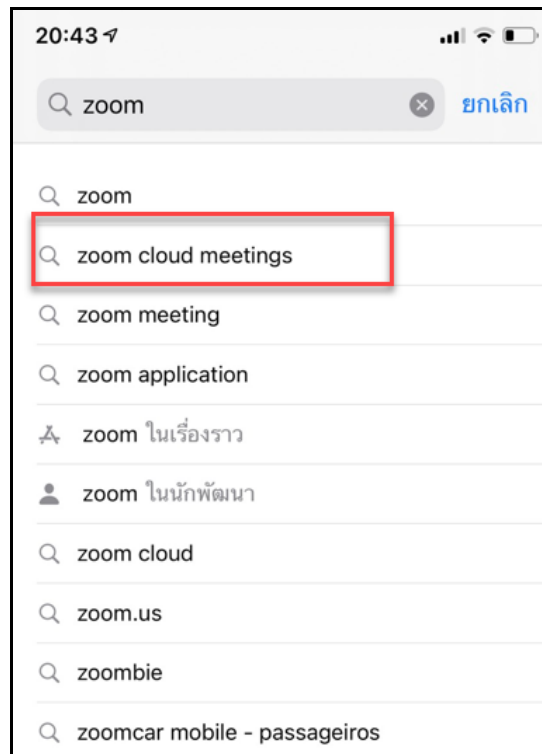 20:43
zoom ยกเลิก
zoom
zoom cloud meetings
zoom meeting
zoom application
zoom ในเรื่องราว
zoom ในนักพัฒนา
zoom cloud
zoom.us
zoombie
zoomcar mobile - passageiros